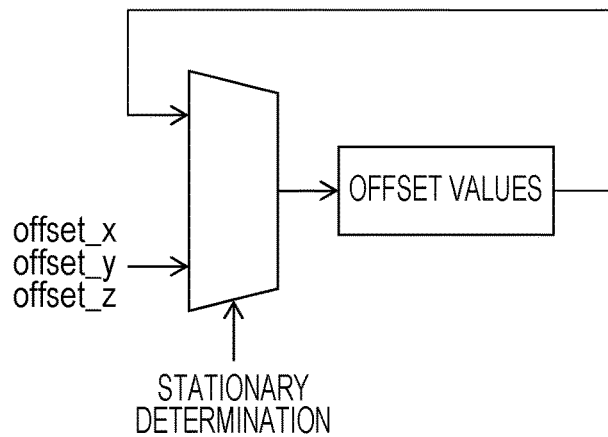 OFFSET VALUES
offset_x
offset_y
offset_z
STATIONARY
DETERMINATION